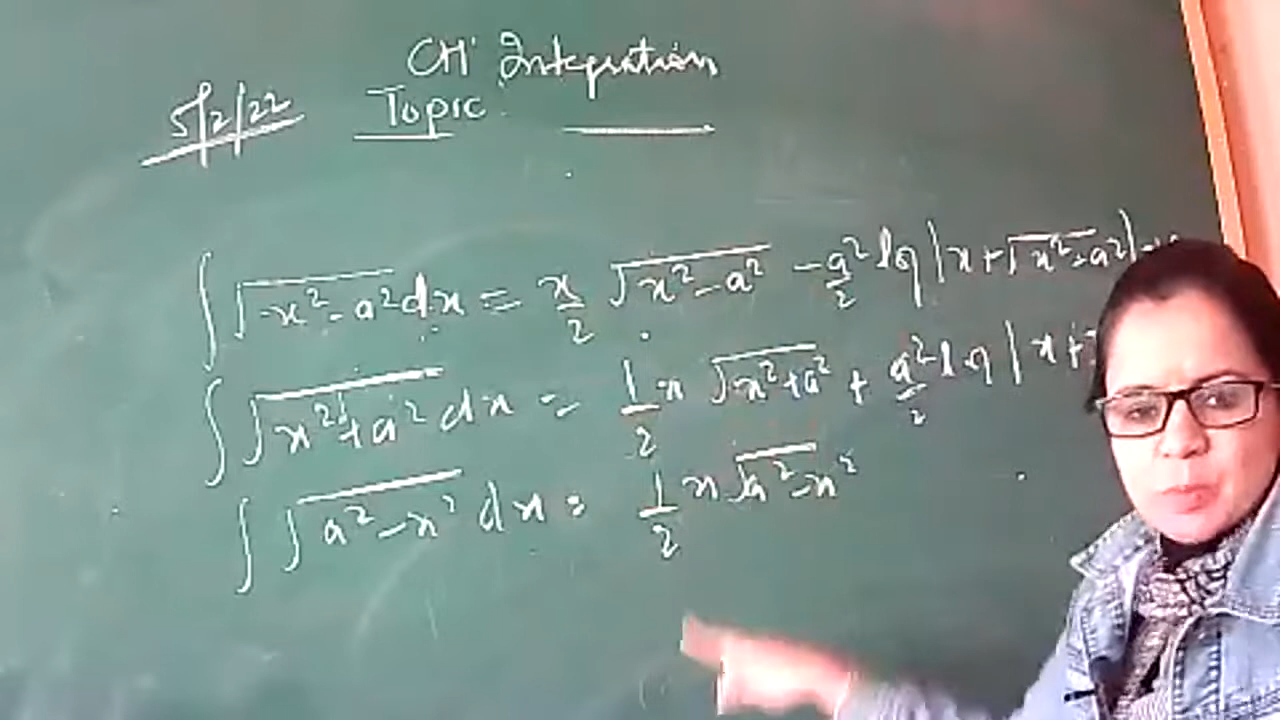 CH Integration
5/2/22 Topic:
∫√x²-a² dx = x/2 √x²-a² - a²/2 log |x+√x²-a²|
∫√x²+a² dx = 1/2 x √x²+a² + a²/2 log |x+
∫√a²-x² dx = 1/2 x √a²-x²